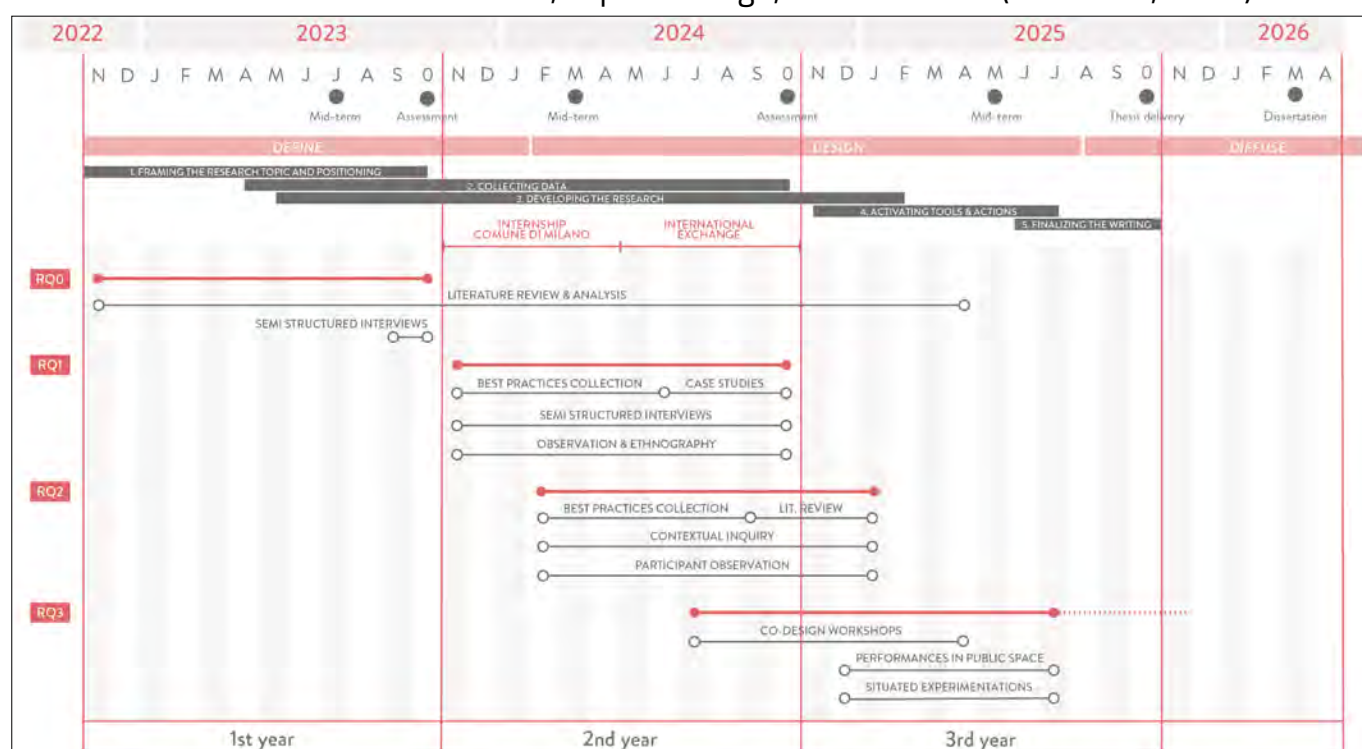 2022 2023 2024 2025 2026
N D J F M A M J J A S O N D J F M A M J J A S O N D J F M A M J J A S O N D J F M A
Mid-term Assessment Mid-term Assessment Mid-term Thesis delivery Dissertation
DEFINE DESIGN DIFFUSE
1. FRAMING THE RESEARCH TOPIC AND POSITIONING
2. COLLECTING DATA
3. DEVELOPING THE RESEARCH
4. ACTIVATING TOOLS & ACTIONS
5. FINALIZING THE WRITING
INTERNSHIP
COMUNE DI MILANO
INTERNATIONAL
EXCHANGE
RQ0
LITERATURE REVIEW & ANALYSIS
SEMI STRUCTURED INTERVIEWS
RQ1
BEST PRACTICES COLLECTION CASE STUDIES
SEMI STRUCTURED INTERVIEWS
OBSERVATION & ETHNOGRAPHY
RQ2
BEST PRACTICES COLLECTION LIT. REVIEW
CONTEXTUAL INQUIRY
PARTICIPANT OBSERVATION
RQ3
CO-DESIGN WORKSHOPS
PERFORMANCES IN PUBLIC SPACE
SITUATED EXPERIMENTATIONS
1st year 2nd year 3rd year